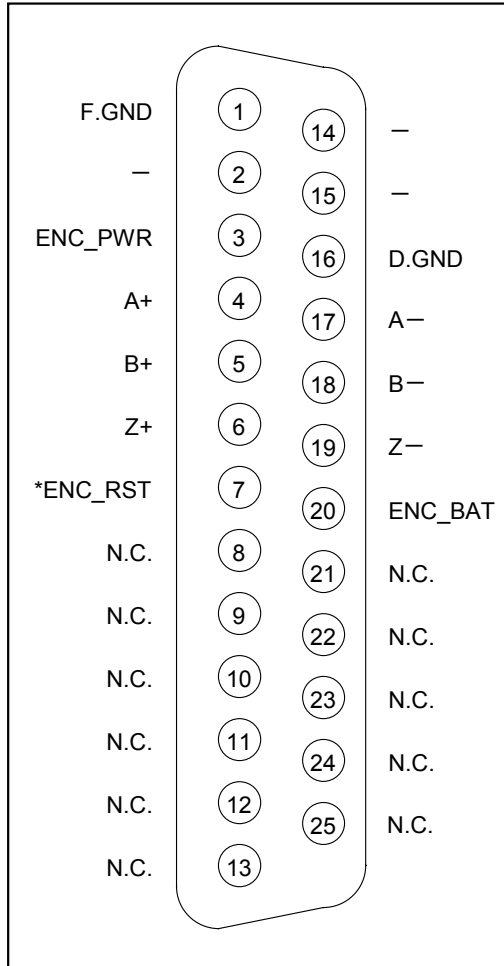 F.GND 1
14 —
— 2
15 —
ENC_PWR 3
16 D.GND
A+ 4
17 A—
B+ 5
18 B—
Z+ 6
19 Z—
*ENC_RST 7
20 ENC_BAT
N.C. 8
21 N.C.
N.C. 9
22 N.C.
N.C. 10
23 N.C.
N.C. 11
24 N.C.
N.C. 12
25 N.C.
N.C. 13